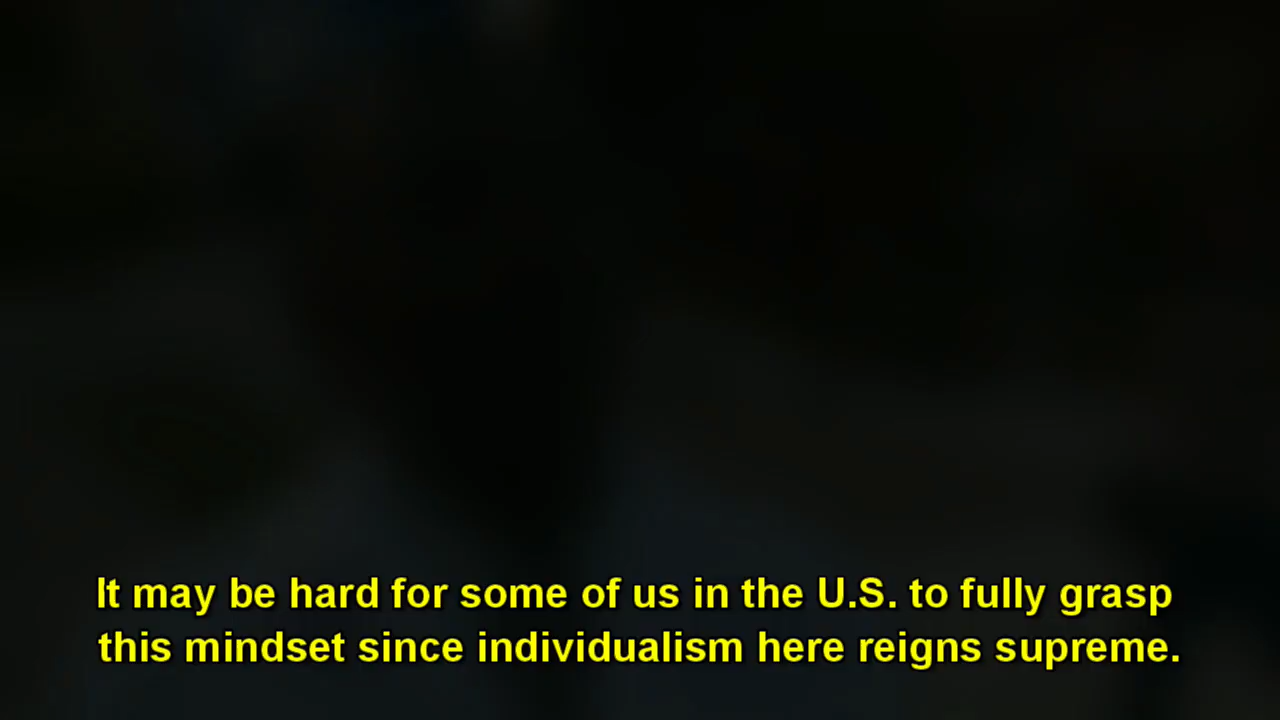 It may be hard for some of us in the U.S. to fully grasp
this mindset since individualism here reigns supreme.